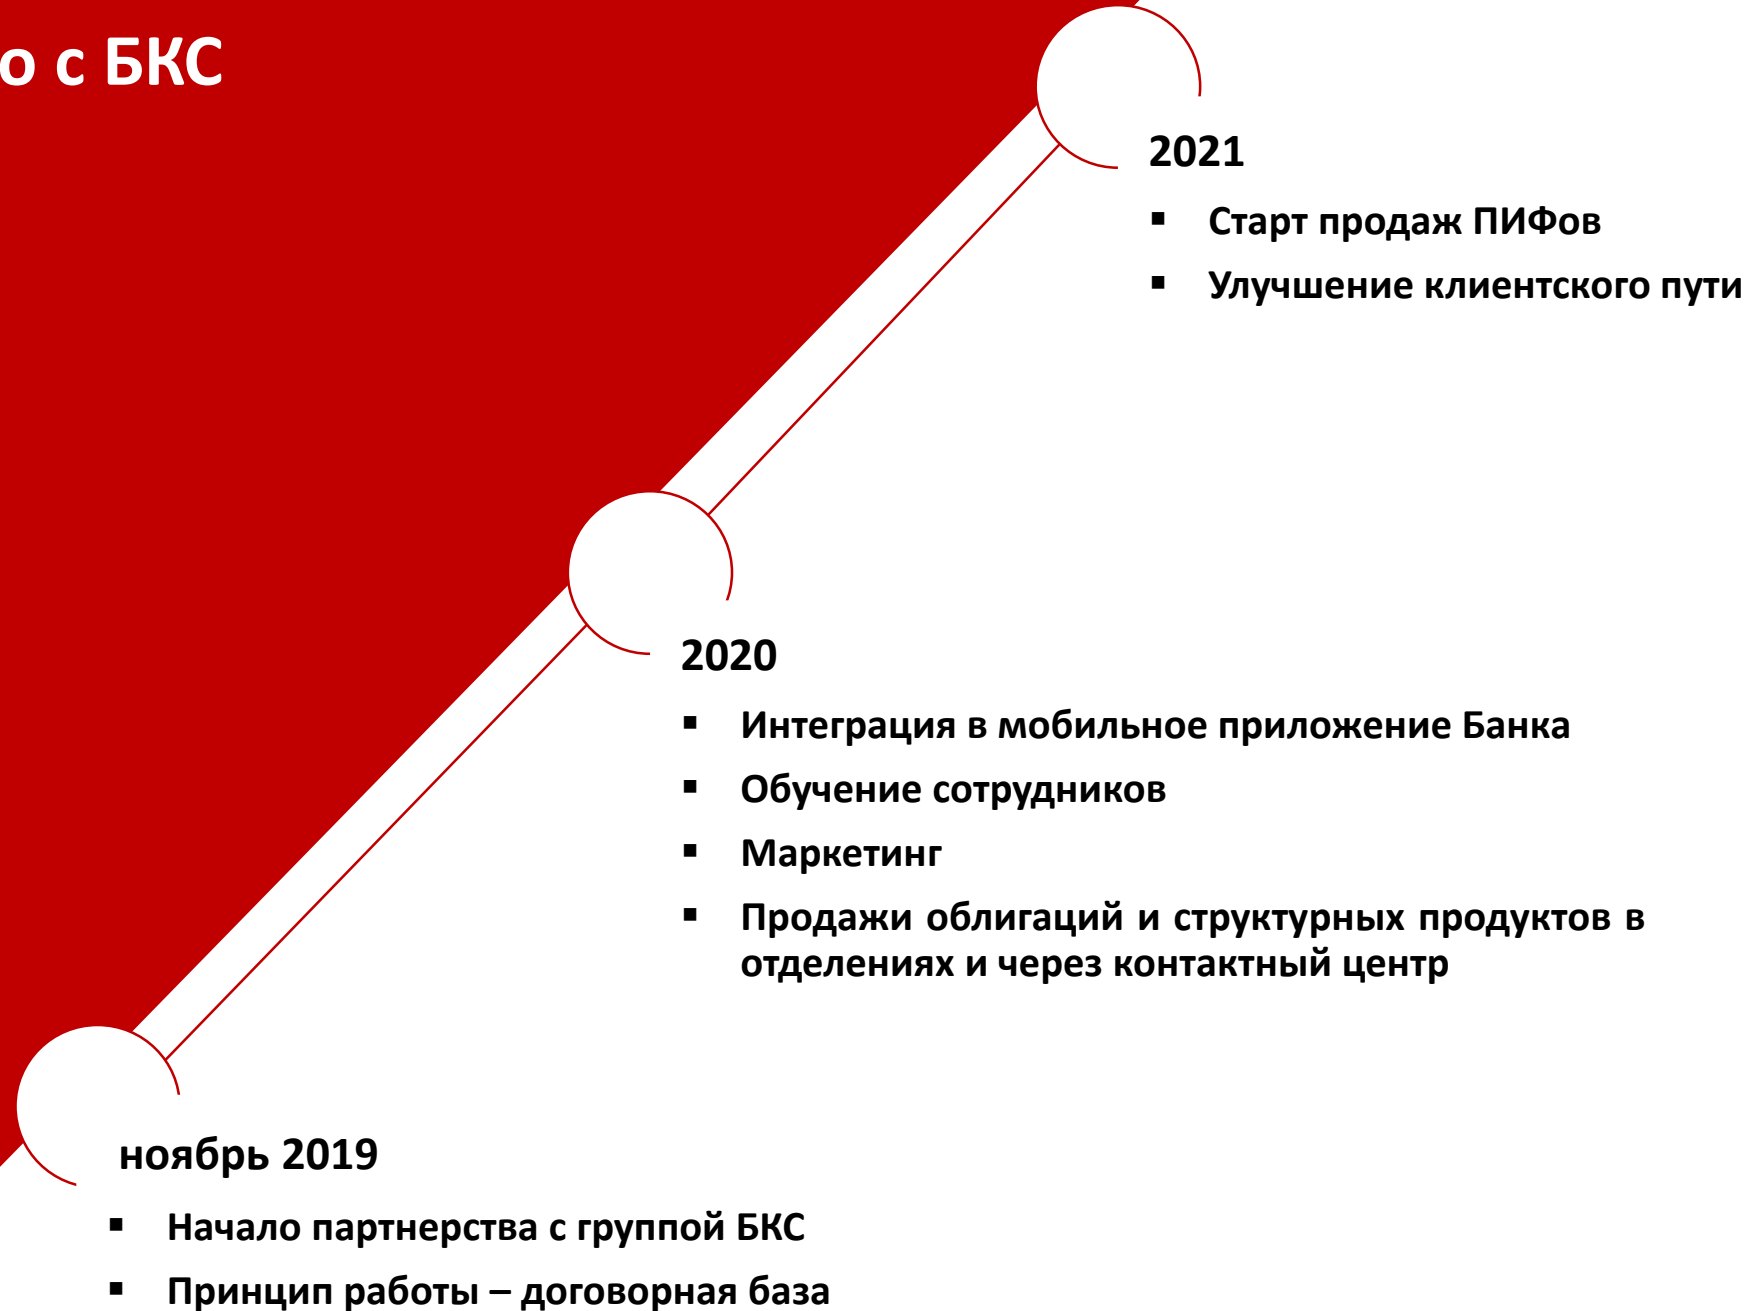 о с БКС
2021
▪ Старт продаж ПИФов
▪ Улучшение клиентского пути
2020
▪ Интеграция в мобильное приложение Банка
▪ Обучение сотрудников
▪ Маркетинг
▪ Продажи облигаций и структурных продуктов в
отделениях и через контактный центр
ноябрь 2019
▪ Начало партнерства с группой БКС
▪ Принцип работы – договорная база